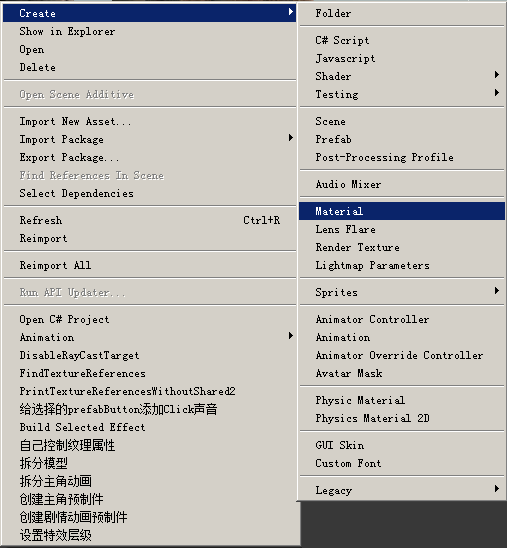 Create
Show in Explorer
Open
Delete
Open Scene Additive
Import New Asset...
Import Package
Export Package...
Find References In Scene
Select Dependencies
Refresh Ctrl+R
Reimport
Reimport All
Run API Updater...
Open C# Project
Animation
DisableRayCastTarget
FindTextureReferences
PrintTextureReferencesWithoutShared2
给选择的prefabButton添加Click声音
Build Selected Effect
自己控制纹理属性
拆分模型
拆分主角动画
创建主角预制件
创建剧情动画预制件
设置特效层级
Folder
C# Script
Javascript
Shader
Testing
Scene
Prefab
Post-Processing Profile
Audio Mixer
Material
Lens Flare
Render Texture
Lightmap Parameters
Sprites
Animator Controller
Animation
Animator Override Controller
Avatar Mask
Physic Material
Physics Material 2D
GUI Skin
Custom Font
Legacy